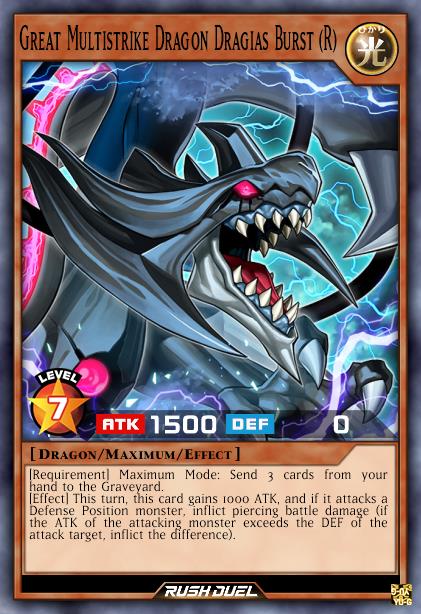 Great Multistrike Dragon Dragias Burst (R)
ひかり
光
LEVEL
7
ATK 1500 DEF 0
[Dragon/Maximum/Effect]
[Requirement] Maximum Mode: Send 3 cards from your
hand to the Graveyard.
[Effect] This turn, this card gains 1000 ATK, and if it attacks a
Defense Position monster, inflict piercing battle damage (if
the ATK of the attacking monster exceeds the DEF of the
attack target, inflict the difference).
RUSH DUEL